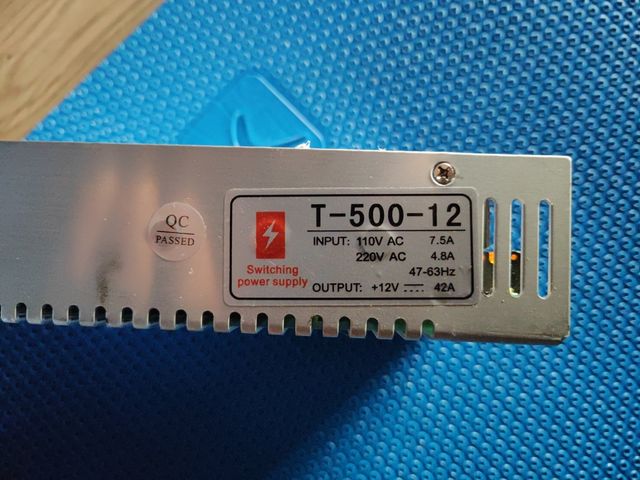 QC
PASSED
T-500-12
INPUT: 110V AC 7.5A
220V AC 4.8A
47-63Hz
Switching
power supply
OUTPUT: +12V ⎓ 42A